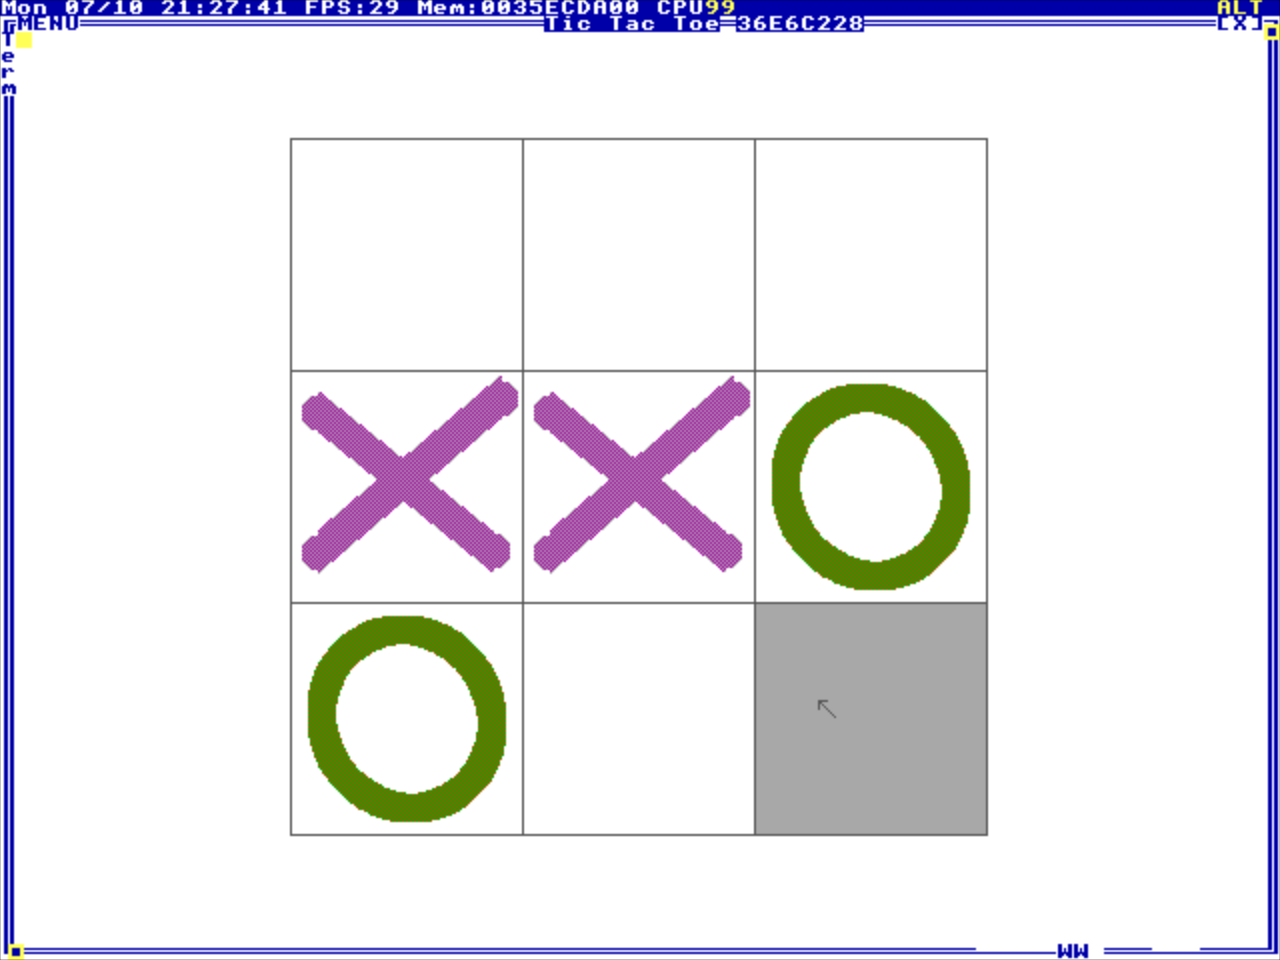 Mon 07/10 21:27:41 FPS:29 Mem:0035ECDA00 CPU99 ALT
MENU Tic Tac Toe 36E6C228 [X]
Term
WW